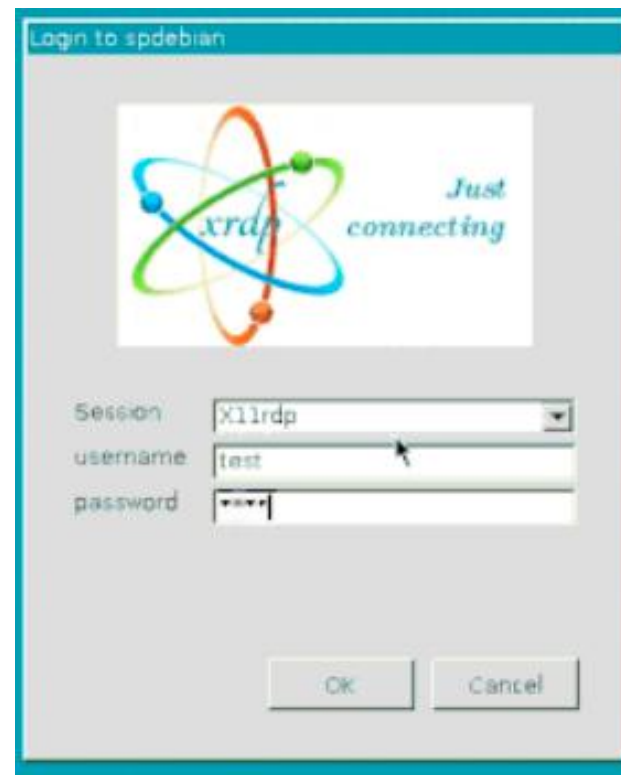 Login to spdebian
xrdp
Just
connecting
Session X11rdp
username test
password ****
OK Cancel